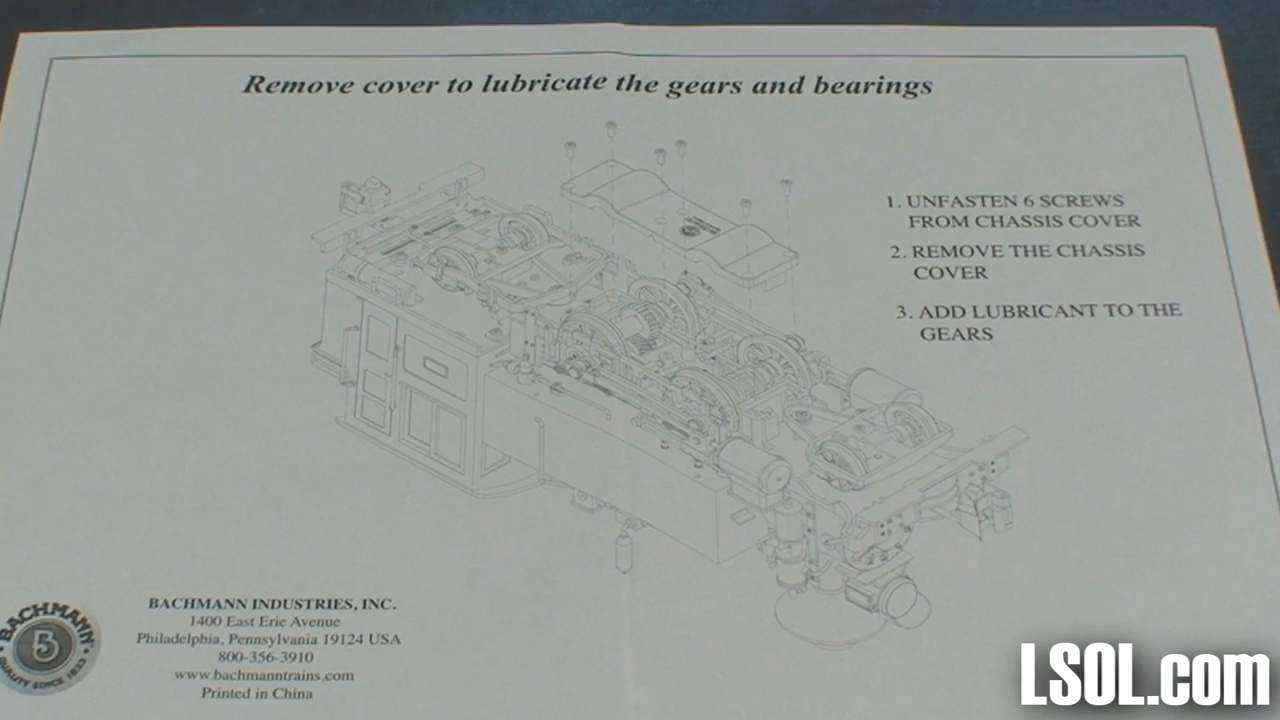 Remove cover to lubricate the gears and bearings
1. UNFASTEN 6 SCREWS
FROM CHASSIS COVER
2. REMOVE THE CHASSIS
COVER
3. ADD LUBRICANT TO THE
GEARS
BACHMANN INDUSTRIES, INC.
1400 East Erie Avenue
Philadelphia, Pennsylvania 19124 USA
800-356-3910
www.bachmanntrains.com
Printed in China
BACHMANN
QUALITY SINCE 1833
LSOL.com